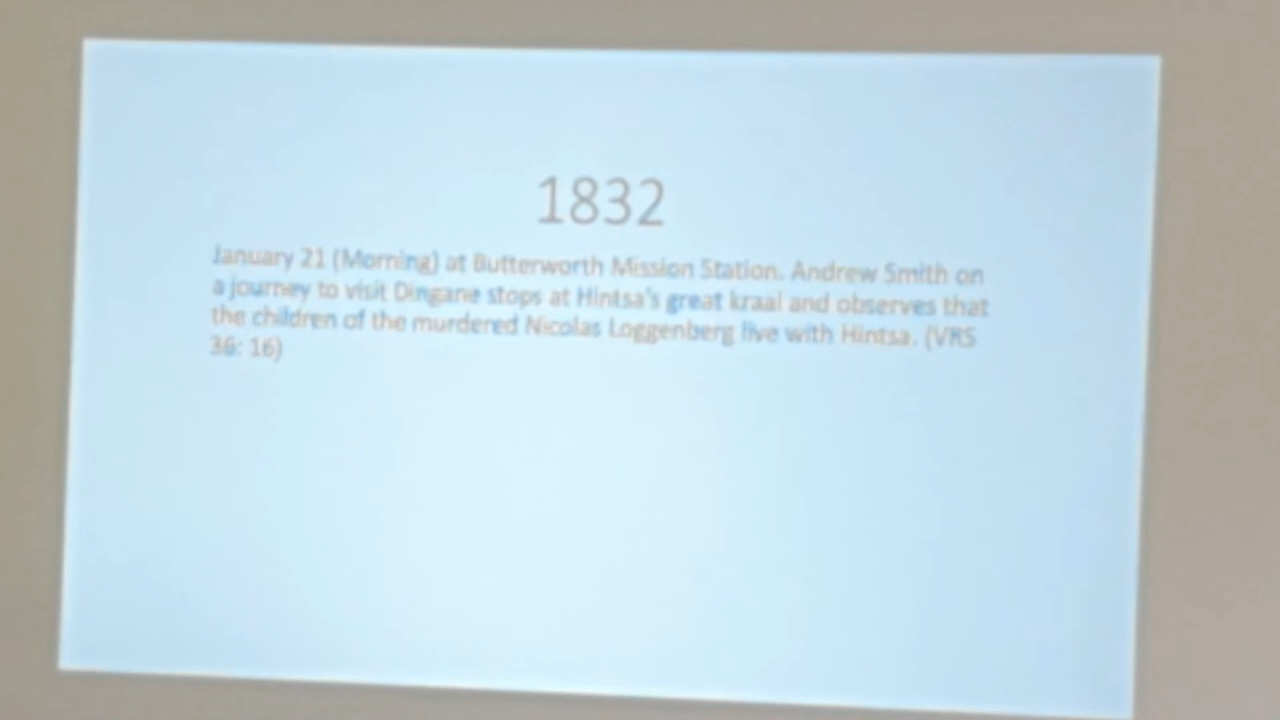 1832
January 21 (Morning) at Butterworth Mission Station. Andrew Smith on
a journey to visit Dingane stops at Hintsa's great kraal and observes that
the children of the murdered Nicolas Loggenberg live with Hintsa. (VRS
36: 16)